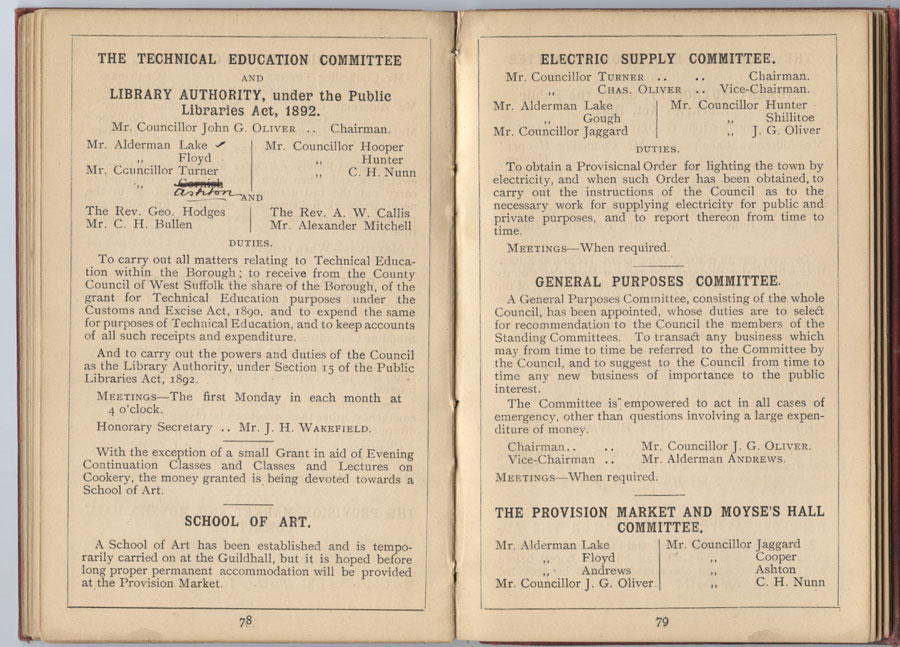 THE TECHNICAL EDUCATION COMMITTEE
AND
LIBRARY AUTHORITY, under the Public
Libraries Act, 1892.
Mr. Councillor John G. OLIVER .. Chairman.
Mr. Alderman Lake ✓
„ Floyd
Mr. Councillor Turner
„ Cornish
Ashton
Mr. Councillor Hooper
„ Hunter
„ C. H. Nunn
AND
The Rev. Geo. Hodges
Mr. C. H. Bullen
The Rev. A. W. Callis
Mr. Alexander Mitchell
DUTIES.
To carry out all matters relating to Technical Educa-
tion within the Borough; to receive from the County
Council of West Suffolk the share of the Borough, of the
grant for Technical Education purposes under the
Customs and Excise Act, 1890, and to expend the same
for purposes of Technical Education, and to keep accounts
of all such receipts and expenditure.
And to carry out the powers and duties of the Council
as the Library Authority, under Section 15 of the Public
Libraries Act, 1892.
MEETINGS—The first Monday in each month at
4 o'clock.
Honorary Secretary .. Mr. J. H. WAKEFIELD.
With the exception of a small Grant in aid of Evening
Continuation Classes and Classes and Lectures on
Cookery, the money granted is being devoted towards a
School of Art.
SCHOOL OF ART.
A School of Art has been established and is tempo-
rarily carried on at the Guildhall, but it is hoped before
long proper permanent accommodation will be provided
at the Provision Market.
78
ELECTRIC SUPPLY COMMITTEE.
Mr. Councillor TURNER .. .. Chairman.
„ CHAS. OLIVER .. Vice-Chairman.
Mr. Alderman Lake
„ Gough
Mr. Councillor Jaggard
Mr. Councillor Hunter
„ Shillitoe
„ J. G. Oliver
DUTIES.
To obtain a Provisicnal Order for lighting the town by
electricity, and when such Order has been obtained, to
carry out the instructions of the Council as to the
necessary work for supplying electricity for public and
private purposes, and to report thereon from time to
time.
MEETINGS—When required.
GENERAL PURPOSES COMMITTEE.
A General Purposes Committee, consisting of the whole
Council, has been appointed, whose duties are to select
for recommendation to the Council the members of the
Standing Committees. To transact any business which
may from time to time be referred to the Committee by
the Council, and to suggest to the Council from time to
time any new business of importance to the public
interest.
The Committee is empowered to act in all cases of
emergency, other than questions involving a large expen-
diture of money.
Chairman.. .. Mr. Councillor J. G. OLIVER.
Vice-Chairman .. Mr. Alderman ANDREWS.
MEETINGS—When required.
THE PROVISION MARKET AND MOYSE'S HALL
COMMITTEE.
Mr. Alderman Lake
„ Floyd
„ Andrews
Mr. Councillor J. G. Oliver.
Mr. Councillor Jaggard
„ Cooper
„ Ashton
„ C. H. Nunn
79